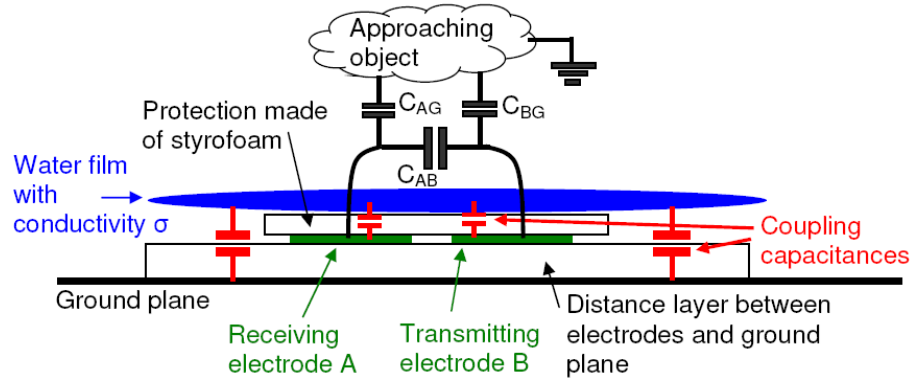 Approaching
object
Protection made
of styrofoam
C_AG
C_BG
C_AB
Water film
with
conductivity σ
Coupling
capacitances
Ground plane
Receiving
electrode A
Transmitting
electrode B
Distance layer between
electrodes and ground
plane